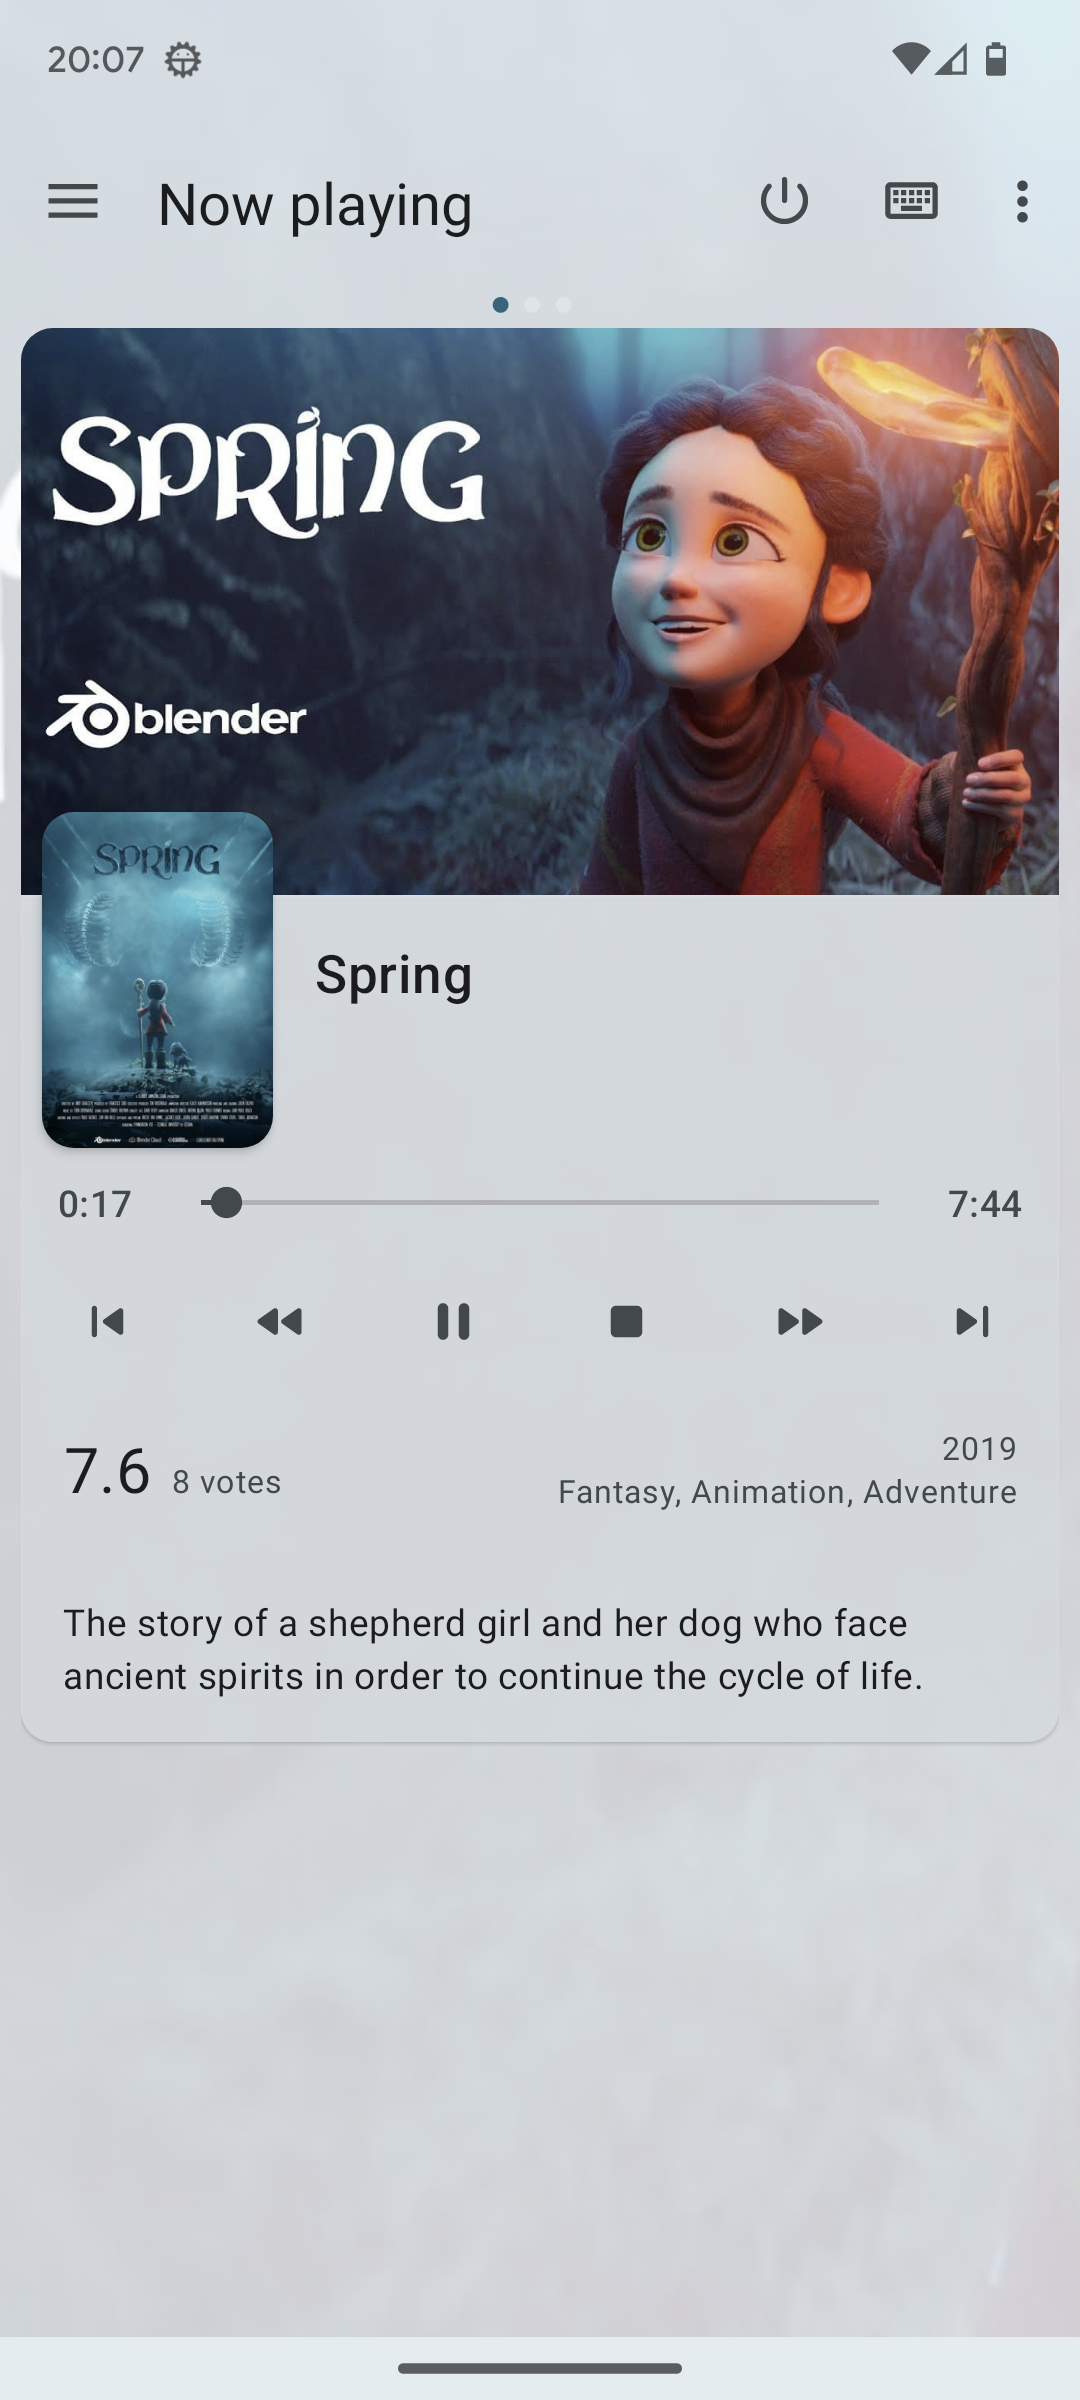 20:07
Now playing
SPRING
blender
SPRING
blender
Spring
0:17
7:44
7.6
8 votes
2019
Fantasy, Animation, Adventure
The story of a shepherd girl and her dog who face
ancient spirits in order to continue the cycle of life.